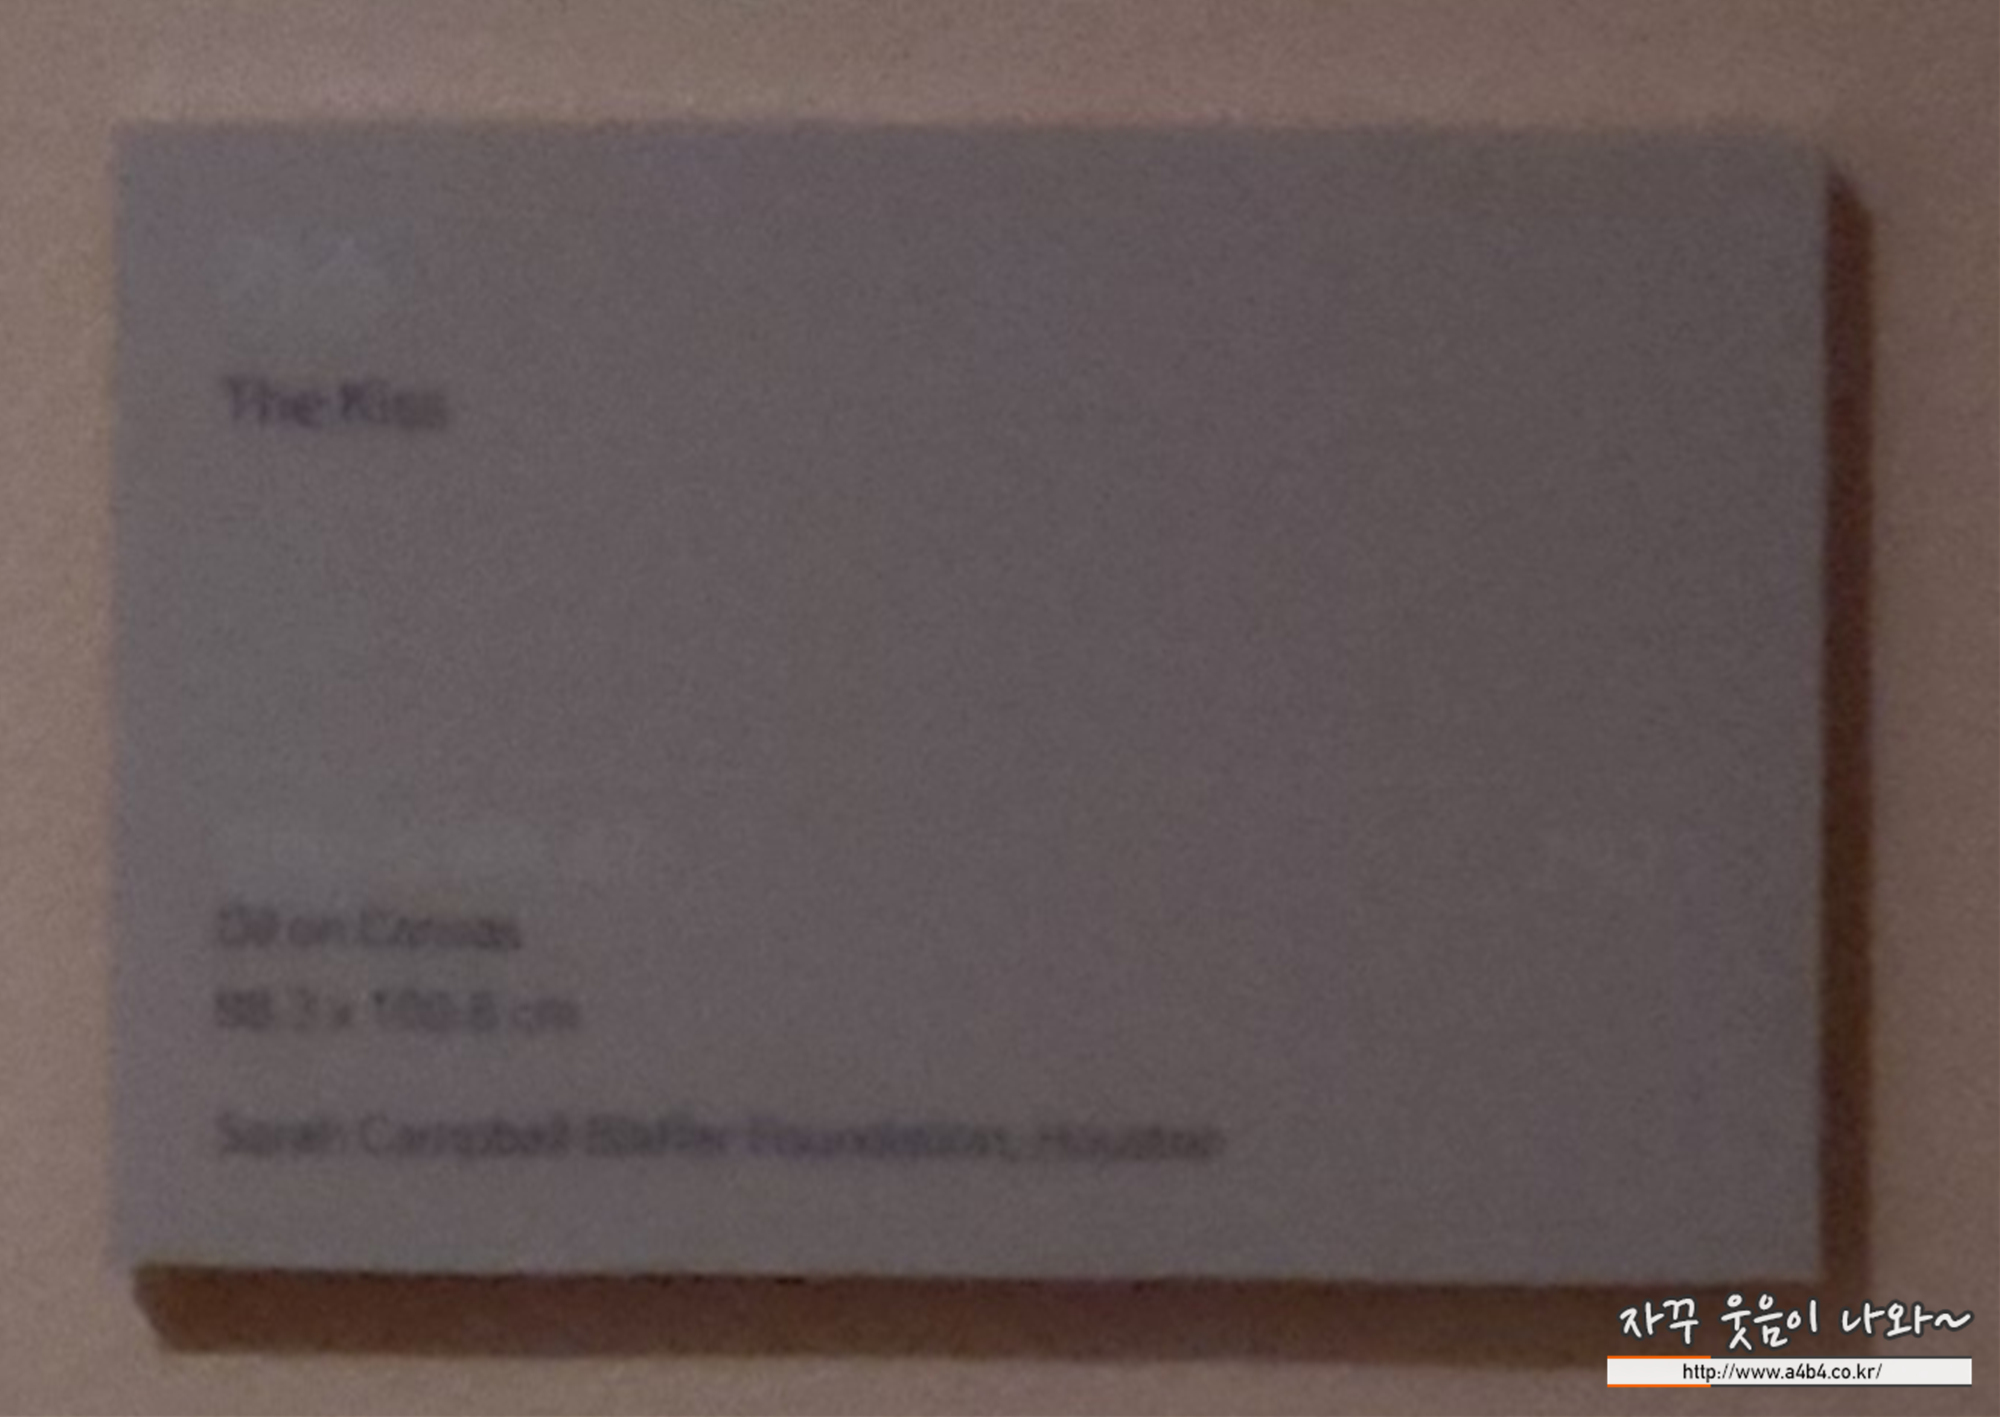 The Kiss
Oil on Canvas
cm
Sarah Campbell Blaffer Foundation, Houston
자꾸 웃음이 나와~
http://www.a4b4.co.kr/